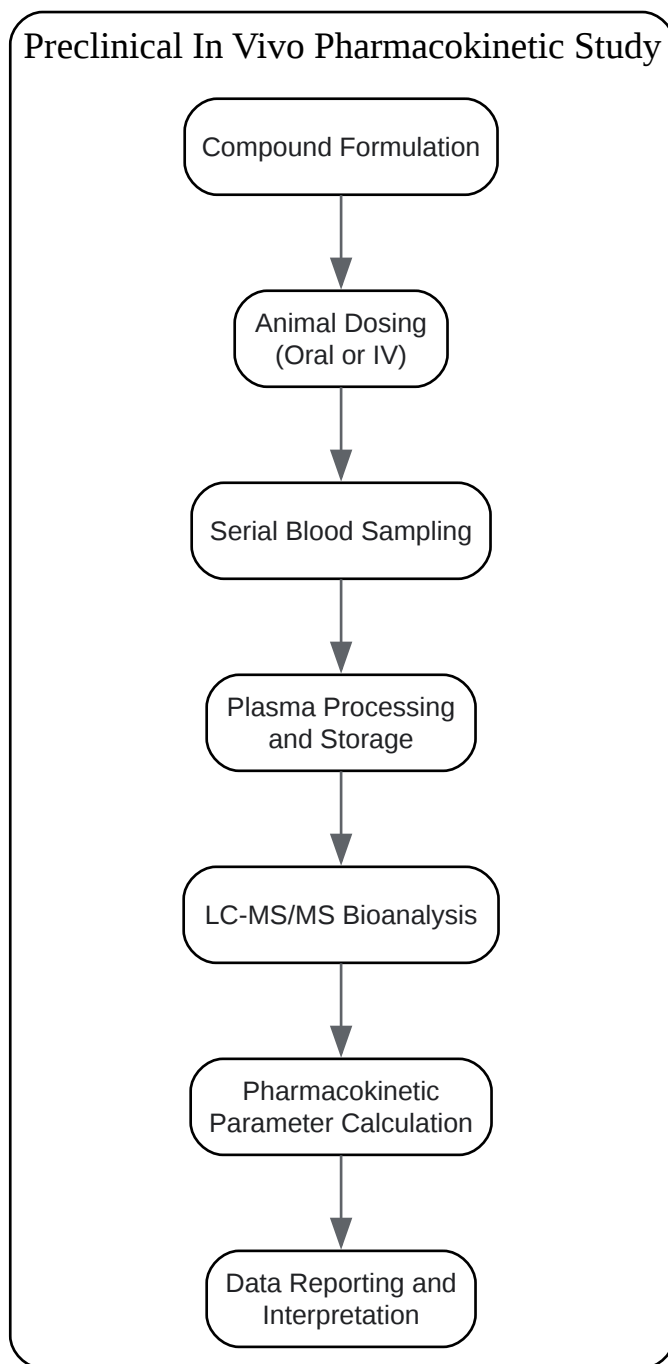 Preclinical In Vivo Pharmacokinetic Study
Compound Formulation
Animal Dosing
(Oral or IV)
Serial Blood Sampling
Plasma Processing
and Storage
LC-MS/MS Bioanalysis
Pharmacokinetic
Parameter Calculation
Data Reporting and
Interpretation